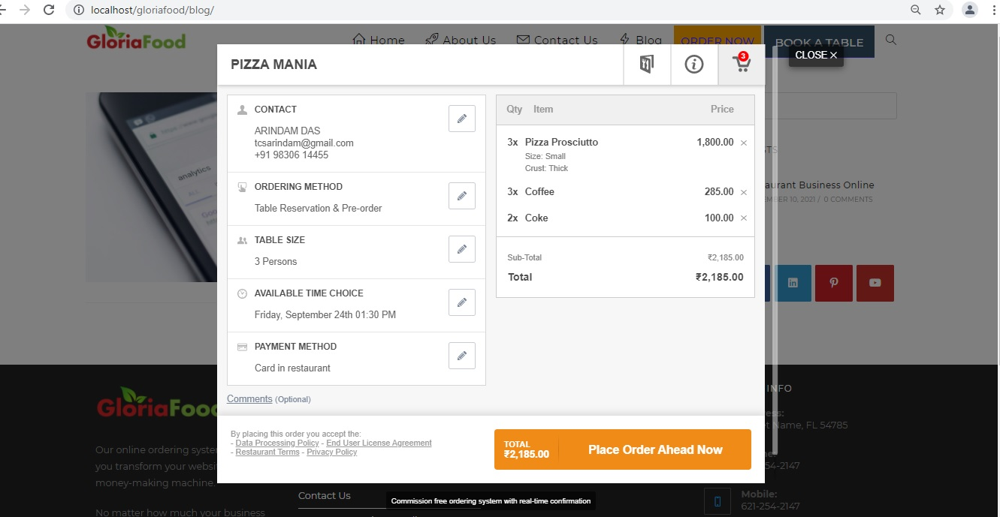 localhost/gloriafood/blog/
GloriaFood
Home
About Us
Contact Us
Blog
ORDER NOW
BOOK A TABLE
CLOSE ×
PIZZA MANIA
3
CONTACT
ARINDAM DAS
tcsarindam@gmail.com
+91 98306 14455
ORDERING METHOD
Table Reservation & Pre-order
TABLE SIZE
3 Persons
AVAILABLE TIME CHOICE
Friday, September 24th 01:30 PM
PAYMENT METHOD
Card in restaurant
Comments (Optional)
Qty Item Price
3x Pizza Prosciutto 1,800.00 ×
Size: Small
Crust: Thick
3x Coffee 285.00 ×
2x Coke 100.00 ×
Sub-Total ₹2,185.00
Total ₹2,185.00
By placing this order you accept the:
- Data Processing Policy - End User License Agreement
- Restaurant Terms - Privacy Policy
TOTAL
₹2,185.00
Place Order Ahead Now
analytics
ALL
TS
aurant Business Online
EMBER 10, 2021 / 0 COMMENTS
in
GloriaFood
Our online ordering syste
you transform your websi
money-making machine.
No matter how much your business
Contact Us
Commission free ordering system with real-time confirmation
INFO
ess:
t Name, FL 54785
ne:
54-2147
Mobile:
621-254-2147